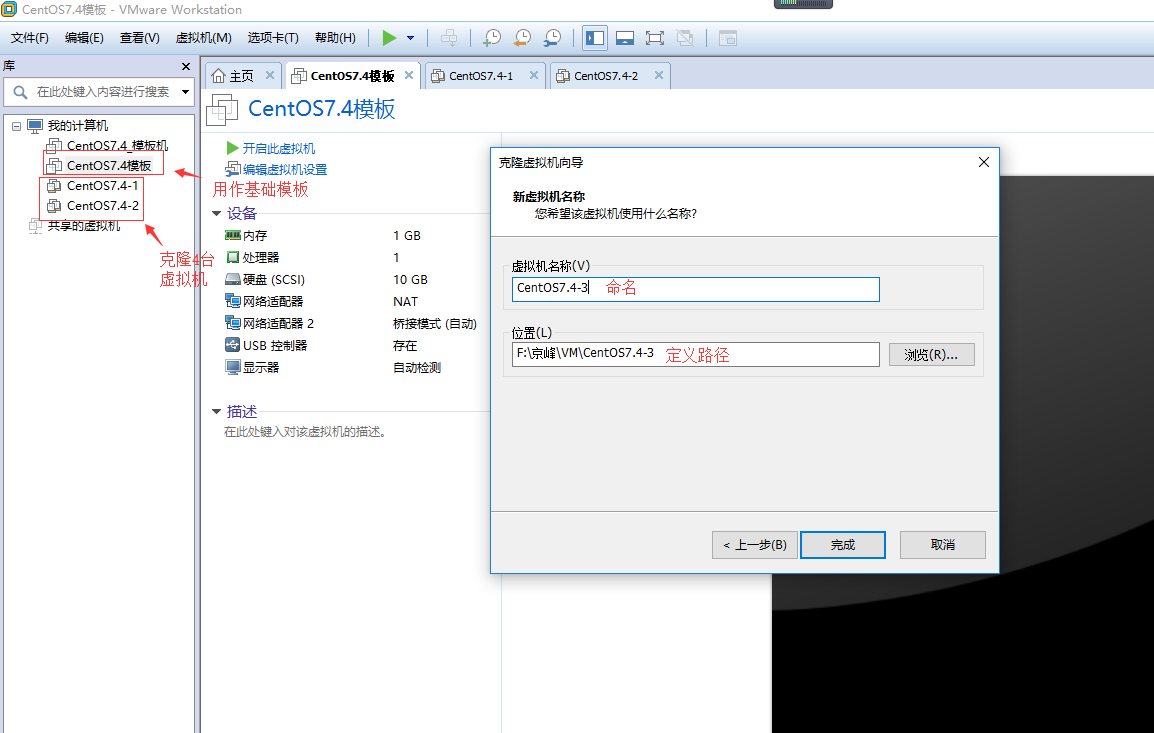 CentOS7.4模板 - VMware Workstation
文件(F) 编辑(E) 查看(V) 虚拟机(M) 选项卡(T) 帮助(H)
库
在此处键入内容进行搜索
我的计算机
CentOS7.4_模板机
CentOS7.4模板
CentOS7.4-1
CentOS7.4-2
共享的虚拟机
用作基础模板
克隆4台
虚拟机
主页 CentOS7.4模板 CentOS7.4-1 CentOS7.4-2
CentOS7.4模板
开启此虚拟机
编辑虚拟机设置
设备
内存 1 GB
处理器 1
硬盘 (SCSI) 10 GB
网络适配器 NAT
网络适配器 2 桥接模式 (自动)
USB 控制器 存在
显示器 自动检测
描述
在此处键入对该虚拟机的描述。
克隆虚拟机向导
新虚拟机名称
您希望该虚拟机使用什么名称?
虚拟机名称(V)
CentOS7.4-3 命名
位置(L)
F:\京峰\VM\CentOS7.4-3 定义路径
浏览(R)...
< 上一步(B) 完成 取消